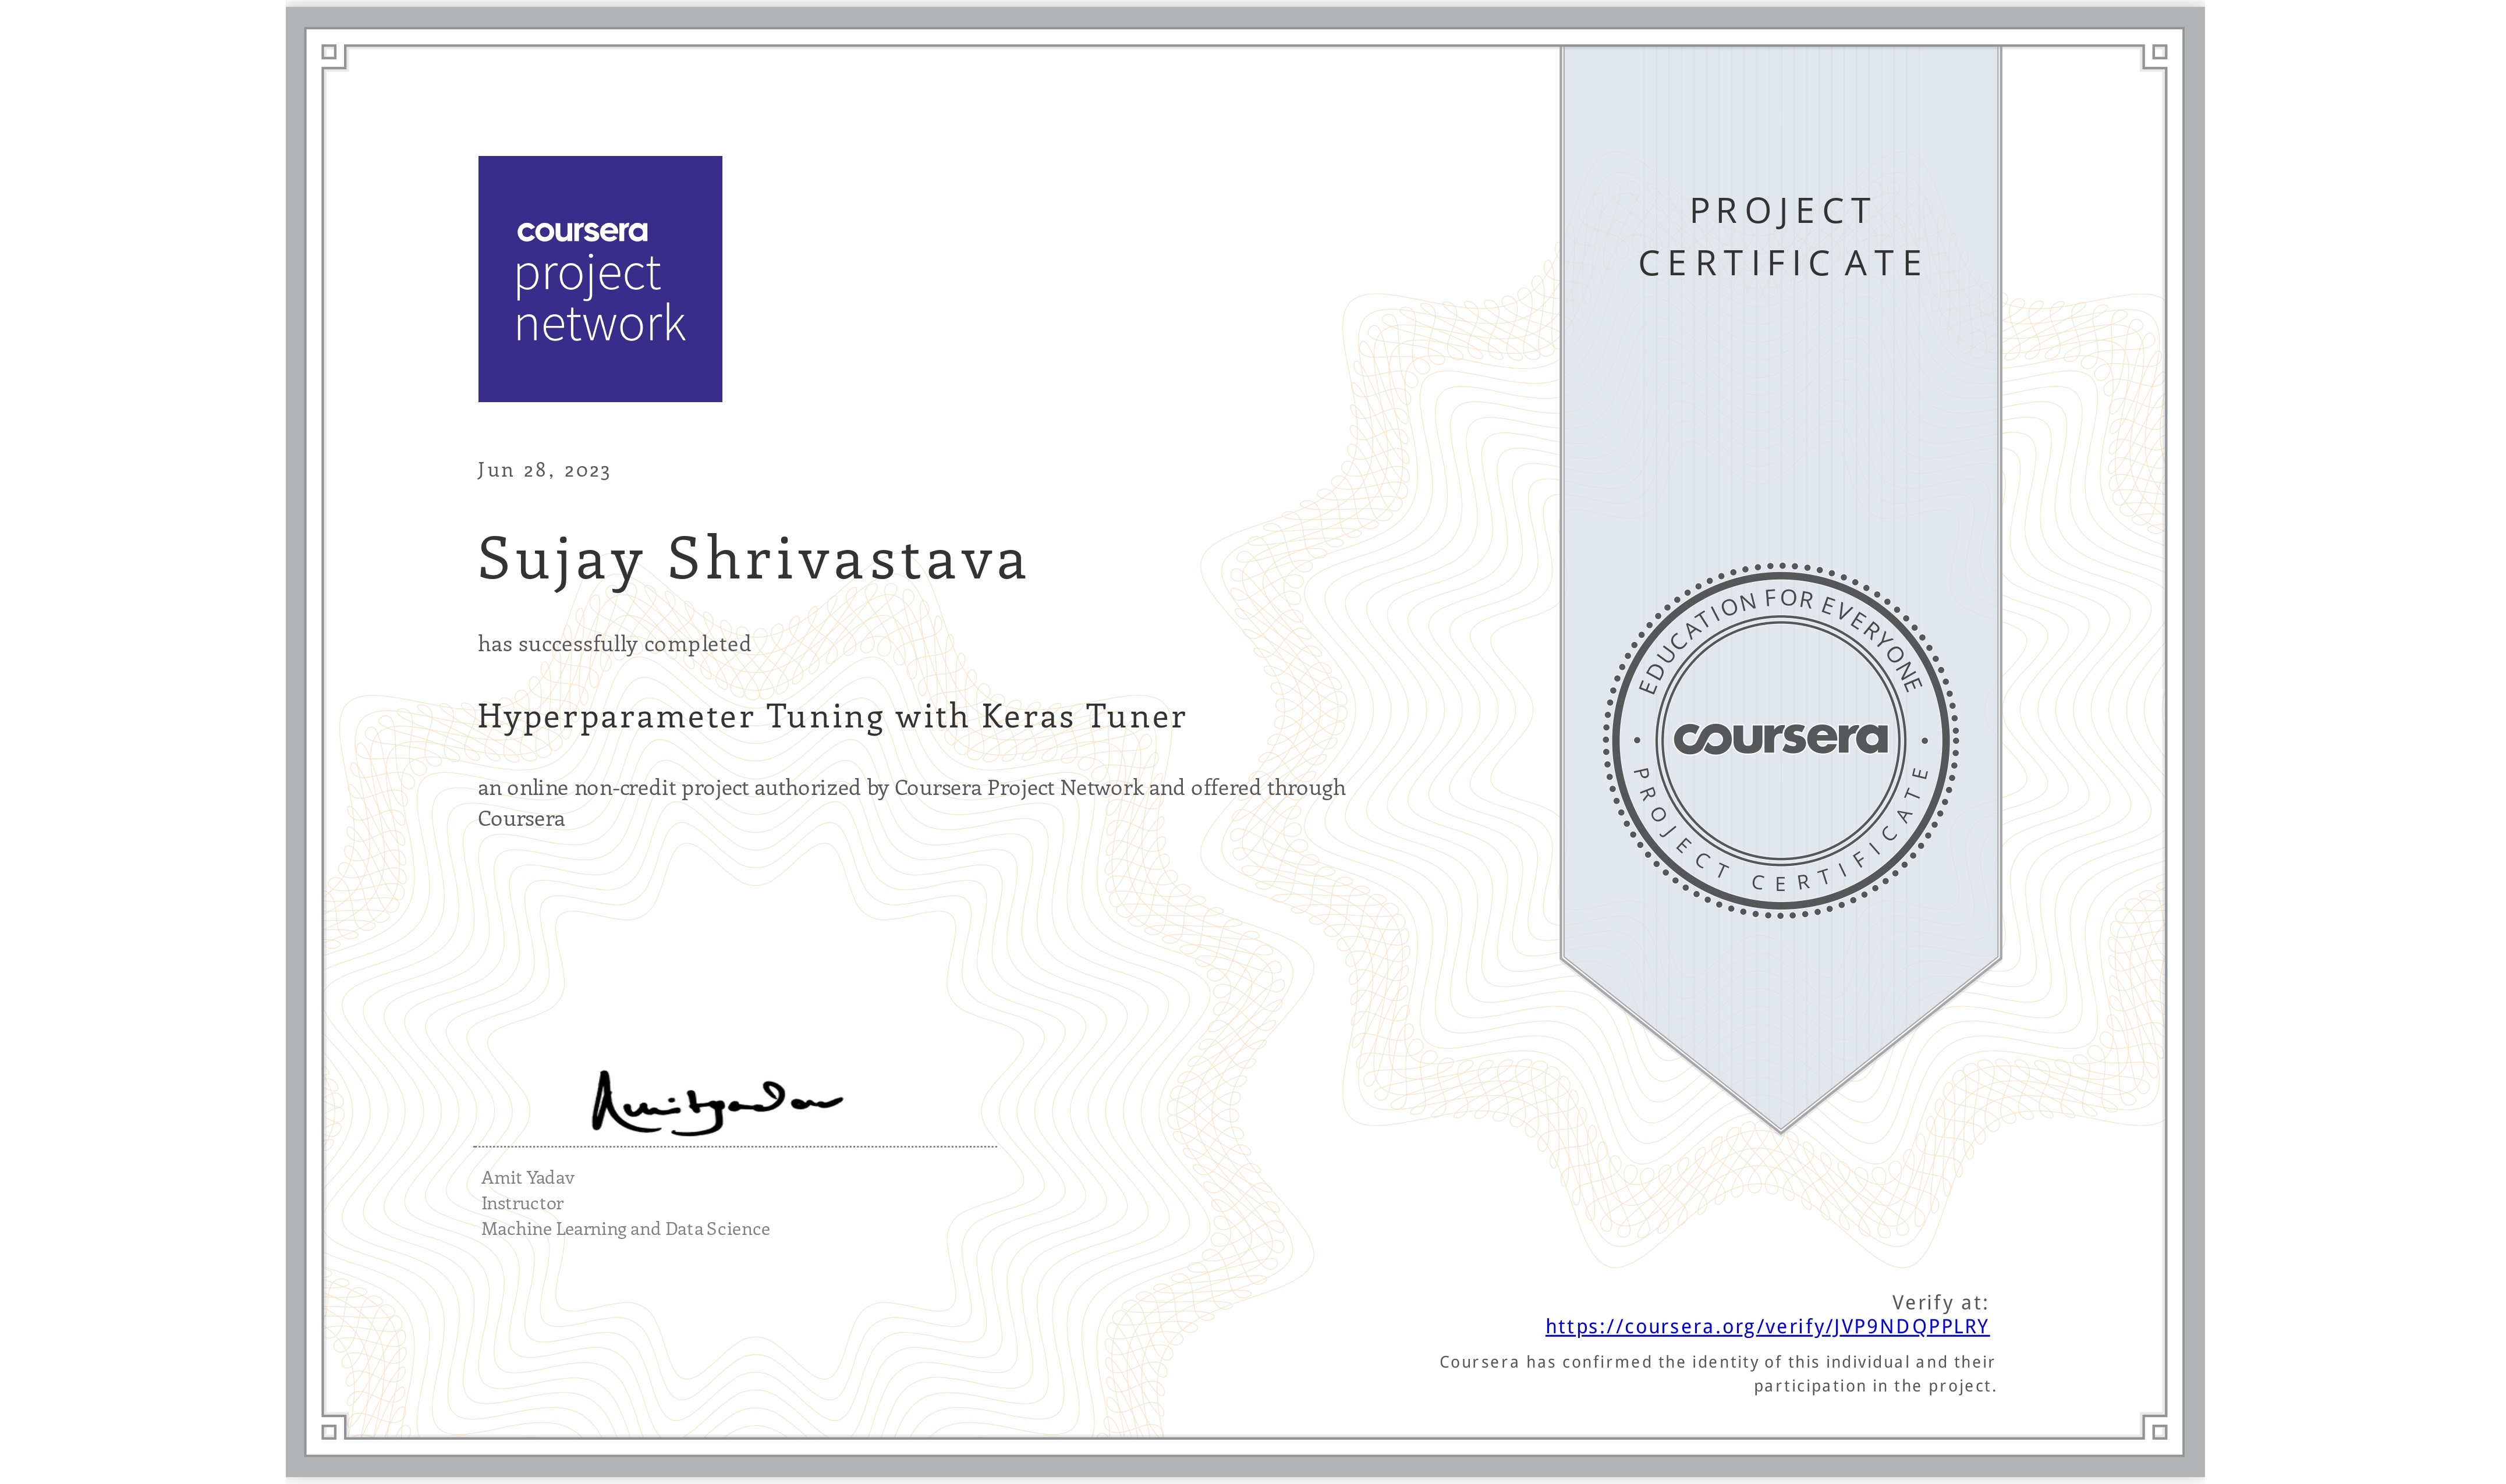 coursera
project
network
PROJECT
CERTIFICATE
Jun 28, 2023
Sujay Shrivastava
has successfully completed
Hyperparameter Tuning with Keras Tuner
an online non-credit project authorized by Coursera Project Network and offered through
Coursera
EDUCATION FOR EVERYONE
coursera
PROJECT CERTIFICATE
Amit Yadav
Instructor
Machine Learning and Data Science
Verify at:
https://coursera.org/verify/JVP9NDQPPLRY
Coursera has confirmed the identity of this individual and their
participation in the project.